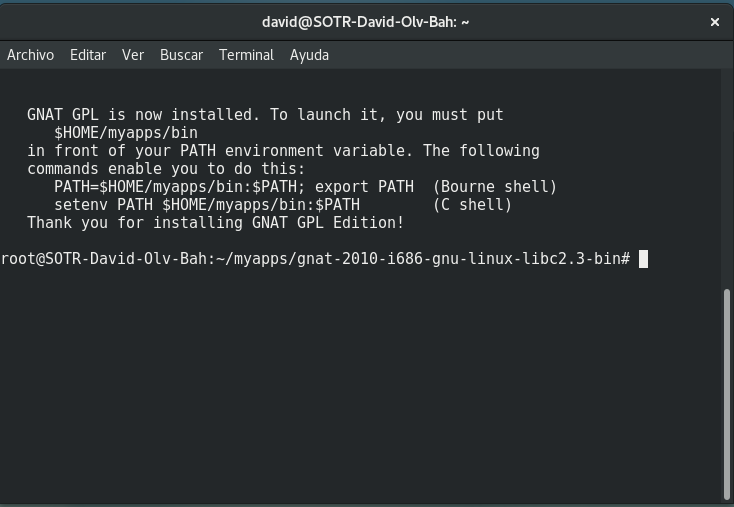 david@SOTR-David-Olv-Bah: ~
Archivo Editar Ver Buscar Terminal Ayuda
GNAT GPL is now installed. To launch it, you must put
$HOME/myapps/bin
in front of your PATH environment variable. The following
commands enable you to do this:
PATH=$HOME/myapps/bin:$PATH; export PATH (Bourne shell)
setenv PATH $HOME/myapps/bin:$PATH (C shell)
Thank you for installing GNAT GPL Edition!
root@SOTR-David-Olv-Bah:~/myapps/gnat-2010-i686-gnu-linux-libc2.3-bin#